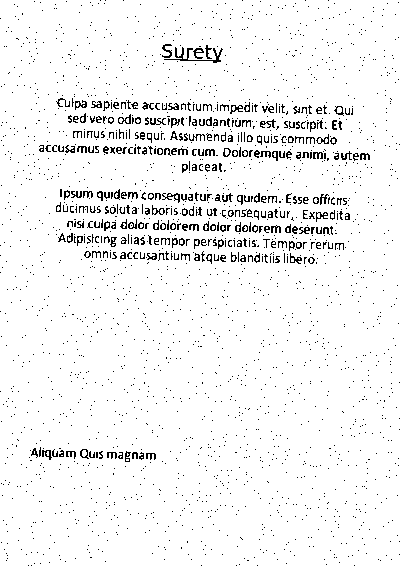 Surety
Culpa sapiente accusantium impedit velit, sint et. Qui
sed vero odio suscipit laudantium, est, suscipit. Et
minus nihil sequi. Assumenda illo quis commodo
accusamus exercitationem cum. Doloremque animi, autem
placeat.
Ipsum quidem consequatur aut quidem. Esse officiis
ducimus soluta laboris odit ut consequatur, Expedita
nisi culpa dolor dolorem dolor dolorem deserunt.
Adipisicing alias tempor perspiciatis. Tempor rerum
omnis accusantium atque blanditiis libero.
Aliquam Quis magnam